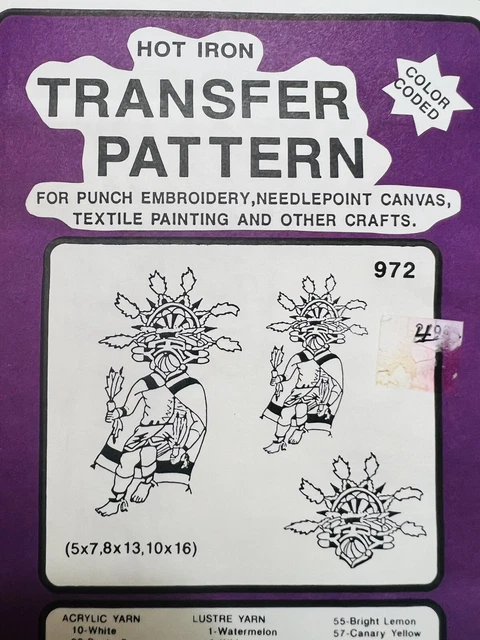 HOT IRON
TRANSFER
PATTERN
COLOR
CODED
FOR PUNCH EMBROIDERY,NEEDLEPOINT CANVAS,
TEXTILE PAINTING AND OTHER CRAFTS.
972
(5x7,8x13,10x16)
ACRYLIC YARN
10-White
LUSTRE YARN
1-Watermelon
55-Bright Lemon
57-Canary Yellow